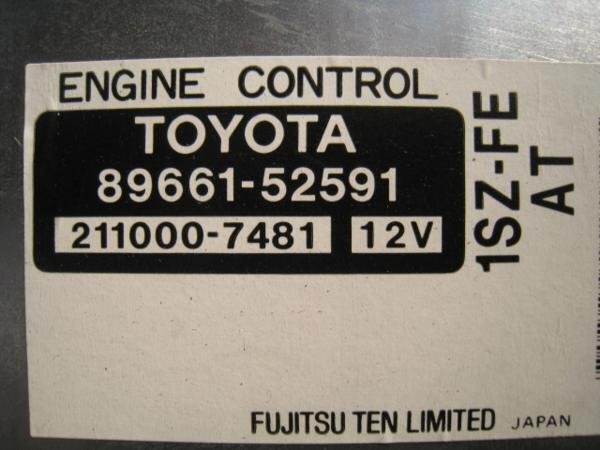 ENGINE CONTROL
TOYOTA
89661-52591
211000-7481 12V
1SZ-FE
AT
FUJITSU TEN LIMITED JAPAN